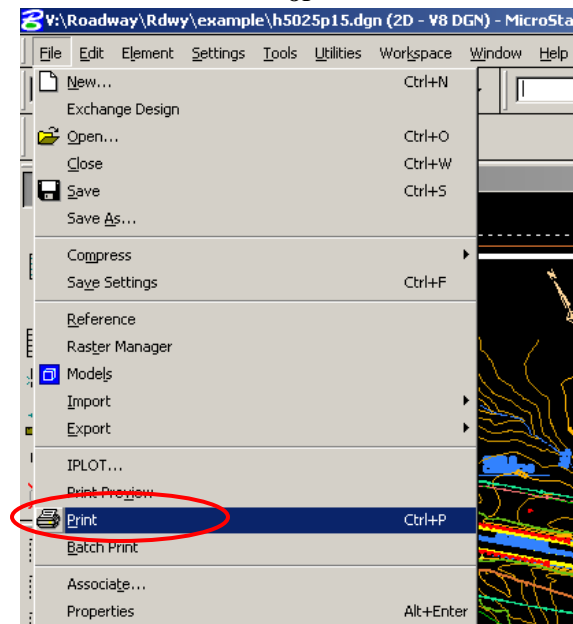 V:\Roadway\Rdwy\example\h5025p15.dgn (2D - V8 DGN) - MicroSta
File Edit Element Settings Tools Utilities Workspace Window Help
New... Ctrl+N
Exchange Design
Open... Ctrl+O
Close Ctrl+W
Save Ctrl+S
Save As...
Compress
Save Settings Ctrl+F
Reference
Raster Manager
Models
Import
Export
IPLOT...
Print Preview
Print Ctrl+P
Batch Print
Associate...
Properties Alt+Enter